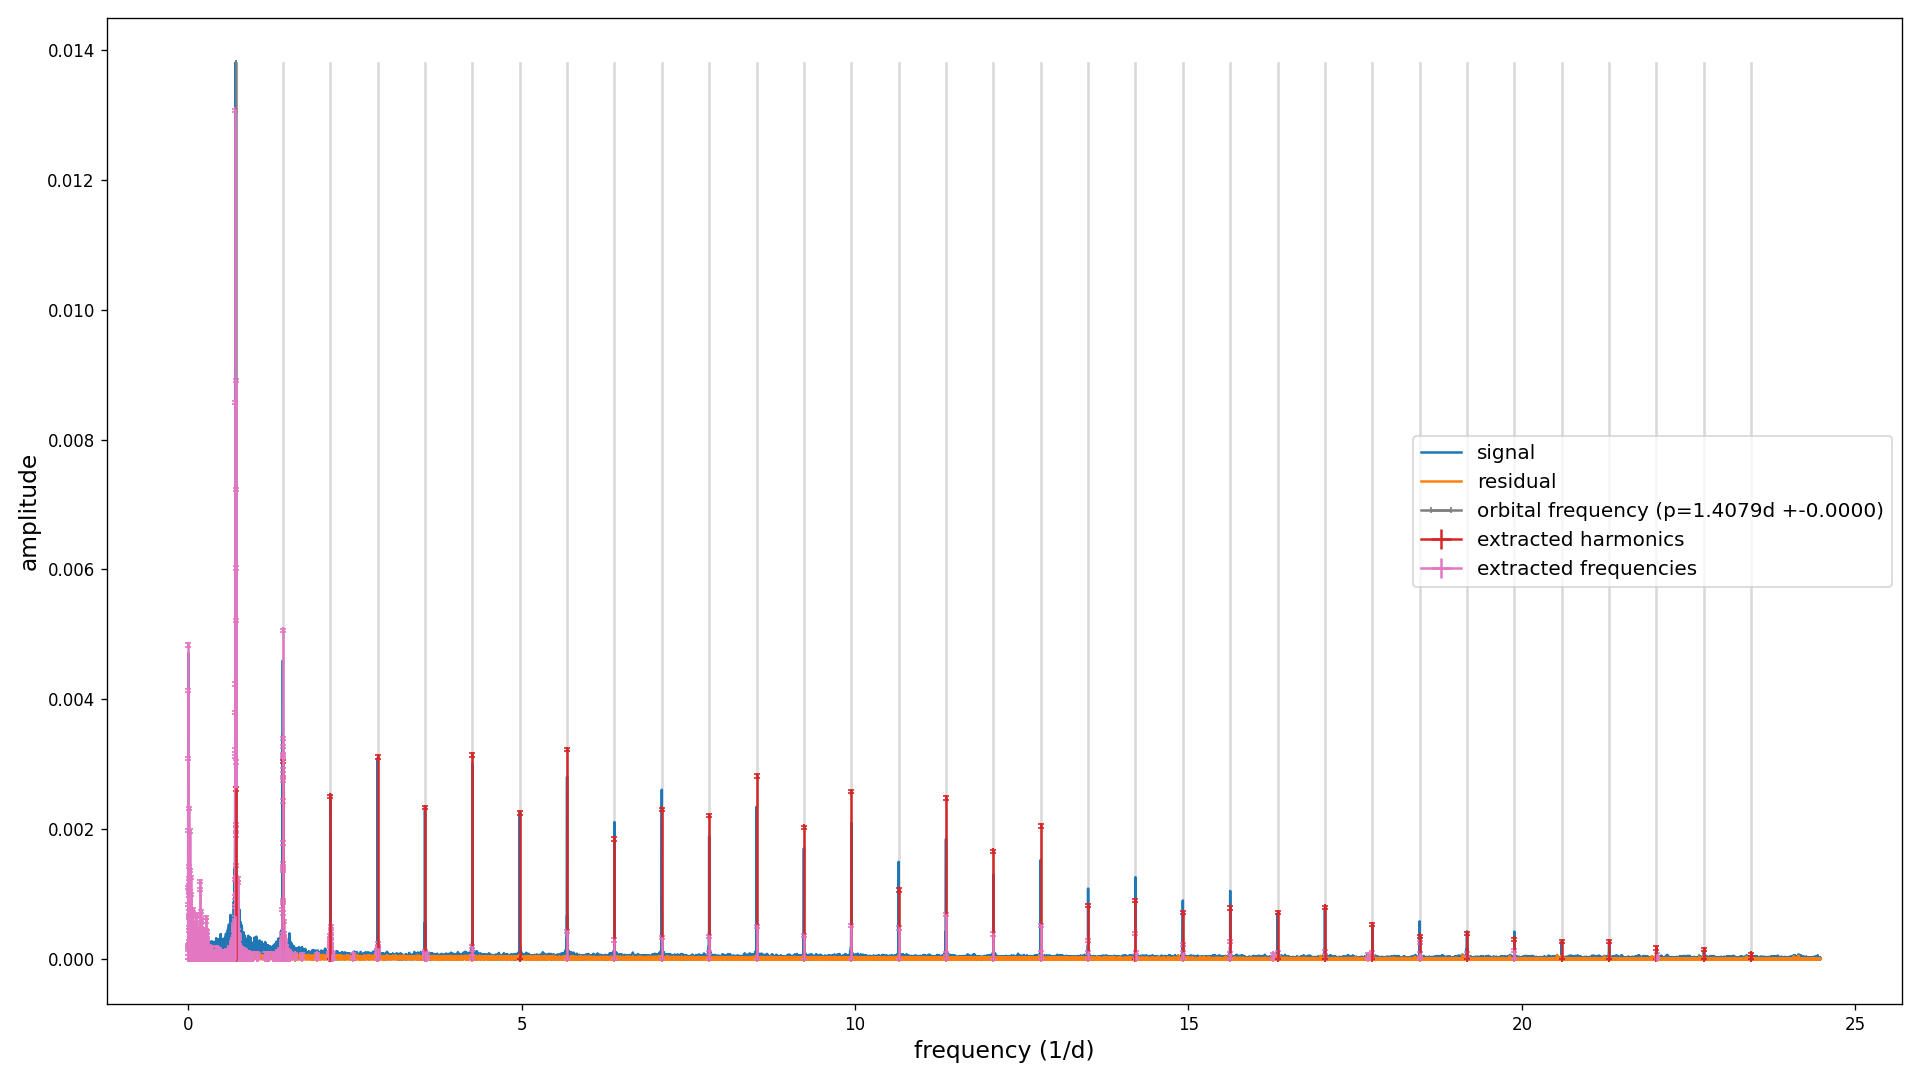 0.014
0.012
0.010
0.008
0.006
0.004
0.002
0.000
amplitude
signal
residual
orbital frequency (p=1.4079d +-0.0000)
extracted harmonics
extracted frequencies
0
5
10
15
20
25
frequency (1/d)